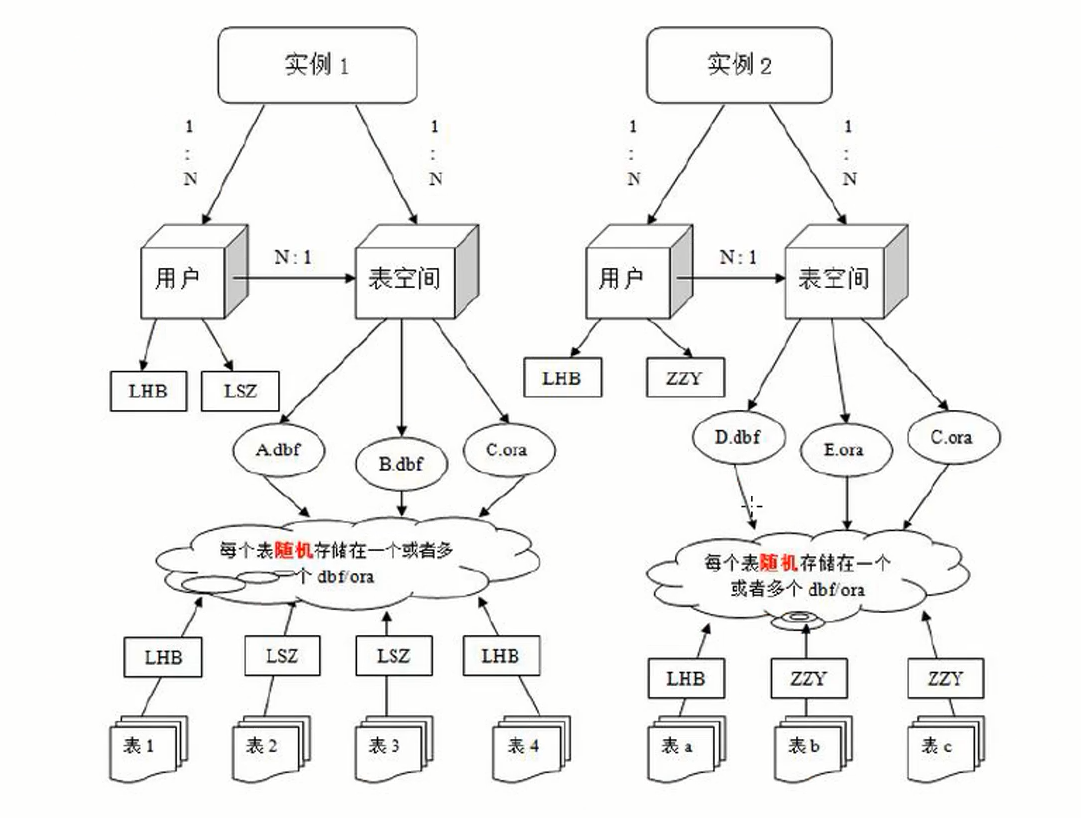 实例 1
实例 2
1
:
N
1
:
N
1
:
N
1
:
N
用户
N : 1
表空间
用户
N : 1
表空间
LHB
LSZ
LHB
ZZY
A.dbf
B.dbf
C.ora
D.dbf
E.ora
C.ora
每个表随机存储在一个或者多
个 dbf/ora
每个表随机存储在一个
或者多个 dbf/ora
LHB
LSZ
LSZ
LHB
LHB
ZZY
ZZY
表 1
表 2
表 3
表 4
表 a
表 b
表 c